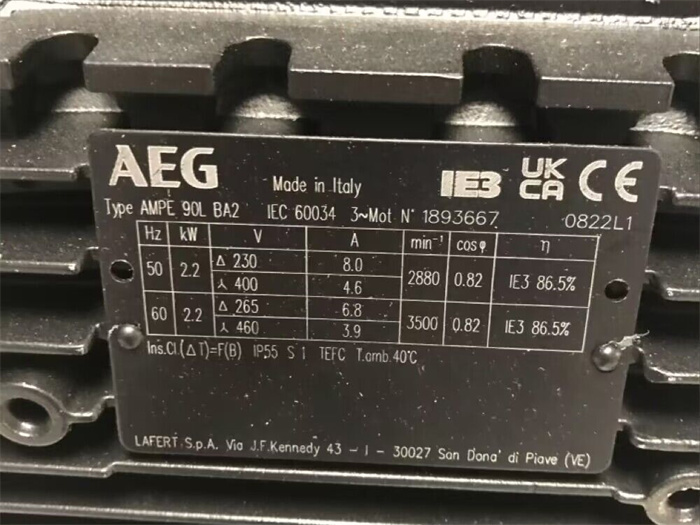 AEG
Made in Italy
IE3 UK CA CE
Type AMPE 90L BA2 IEC 60034 3~Mot N° 1893667 0822L1
Hz kW V A min⁻¹ cosφ η
50 2.2 Δ 230 8.0 2880 0.82 IE3 86.5%
⅄ 400 4.6
60 2.2 Δ 265 6.8 3500 0.82 IE3 86.5%
⅄ 460 3.9
Ins.Cl.(ΔT)=F(B) IP55 S1 TEFC T.amb.40°C
LAFERT S.p.A. Via J.F.Kennedy 43 - I - 30027 San Dona' di Piave (VE)